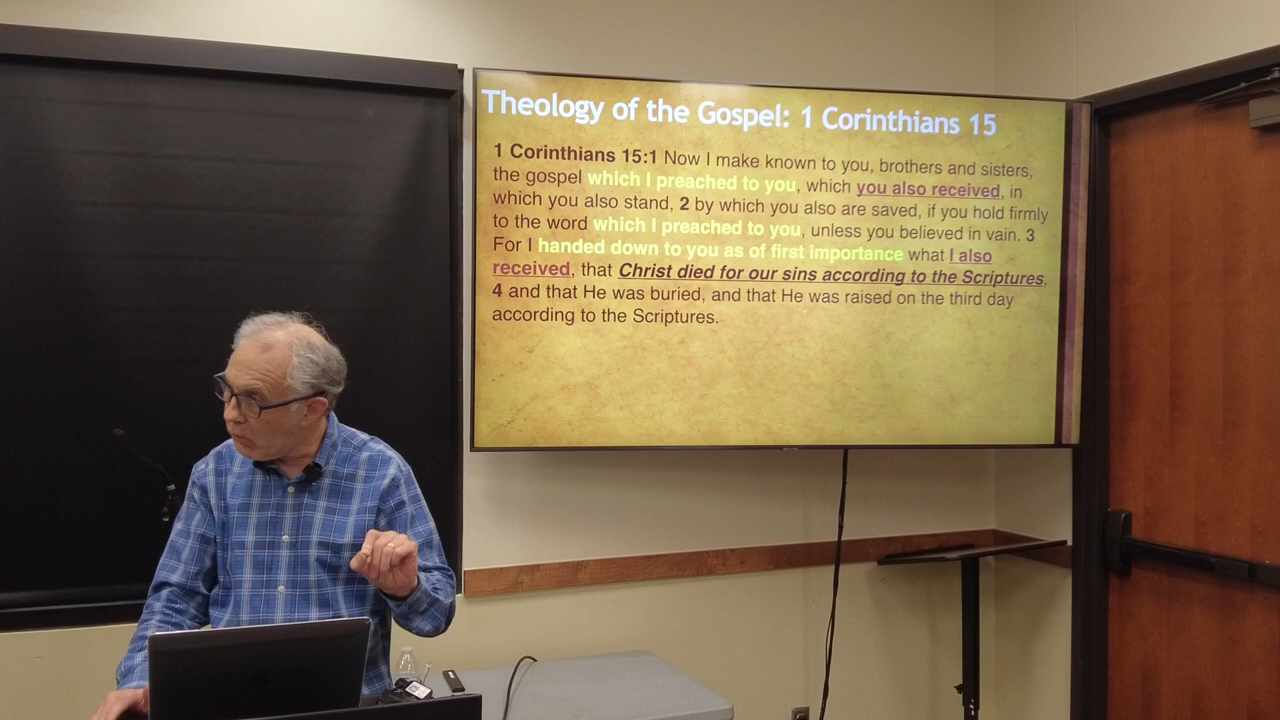 Theology of the Gospel: 1 Corinthians 15
1 Corinthians 15:1 Now I make known to you, brothers and sisters,
the gospel which I preached to you, which you also received, in
which you also stand, 2 by which you also are saved, if you hold firmly
to the word which I preached to you, unless you believed in vain. 3
For I handed down to you as of first importance what I also
received, that Christ died for our sins according to the Scriptures,
4 and that He was buried, and that He was raised on the third day
according to the Scriptures.